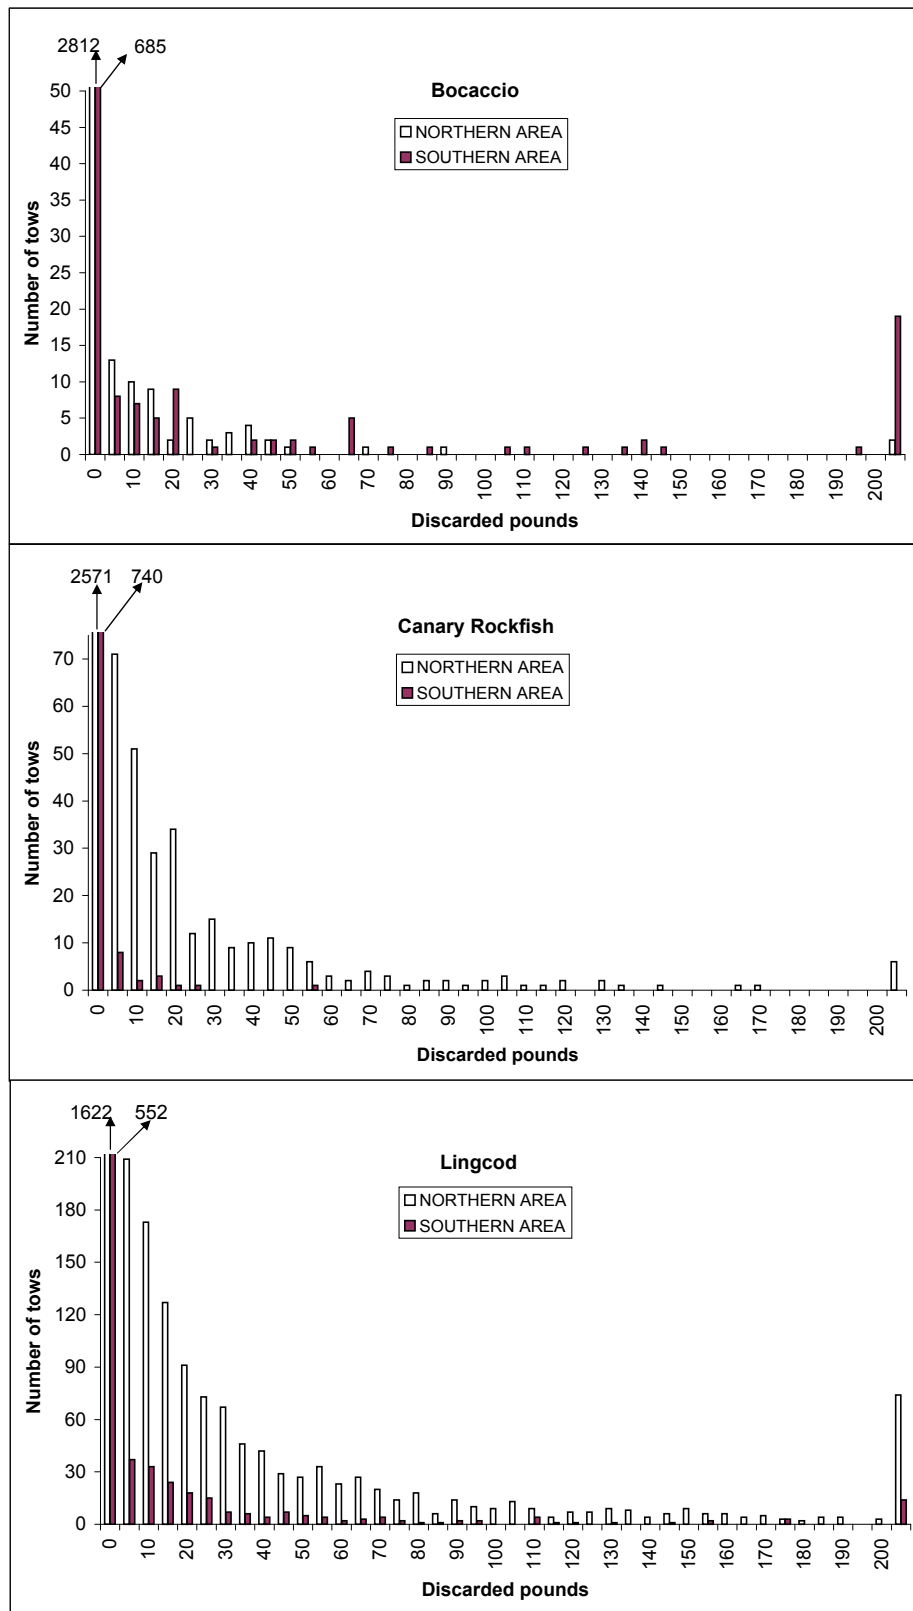 2812 685
Bocaccio
NORTHERN AREA
SOUTHERN AREA
Number of tows
50
45
40
35
30
25
20
15
10
5
0
0 10 20 30 40 50 60 70 80 90 100 110 120 130 140 150 160 170 180 190 200
Discarded pounds
2571 740
Canary Rockfish
NORTHERN AREA
SOUTHERN AREA
Number of tows
70
60
50
40
30
20
10
0
0 10 20 30 40 50 60 70 80 90 100 110 120 130 140 150 160 170 180 190 200
Discarded pounds
1622 552
Lingcod
NORTHERN AREA
SOUTHERN AREA
Number of tows
210
180
150
120
90
60
30
0
0 10 20 30 40 50 60 70 80 90 100 110 120 130 140 150 160 170 180 190 200
Discarded pounds